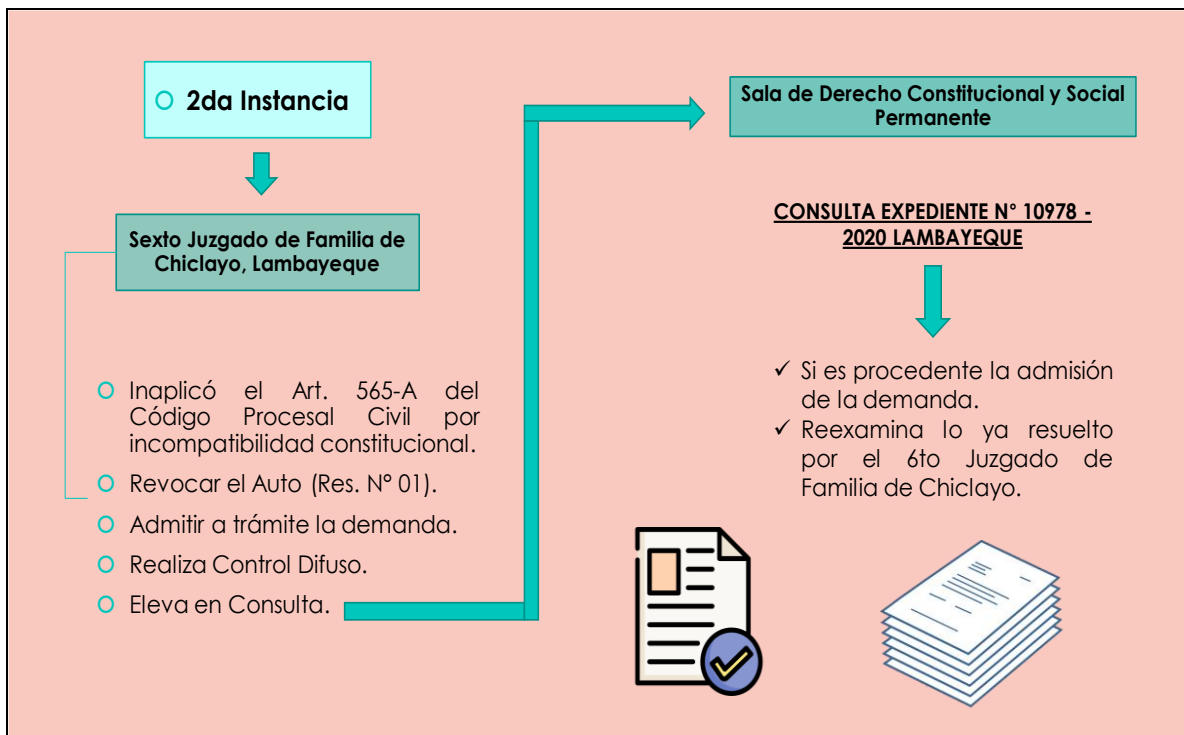 2da Instancia
Sexto Juzgado de Familia de
Chiclayo, Lambayeque
Inaplicó el Art. 565-A del
Código Procesal Civil por
incompatibilidad constitucional.
Revocar el Auto (Res. Nº 01).
Admitir a trámite la demanda.
Realiza Control Difuso.
Eleva en Consulta.
Sala de Derecho Constitucional y Social
Permanente
CONSULTA EXPEDIENTE N° 10978 -
2020 LAMBAYEQUE
Si es procedente la admisión
de la demanda.
Reexamina lo ya resuelto
por el 6to Juzgado de
Familia de Chiclayo.